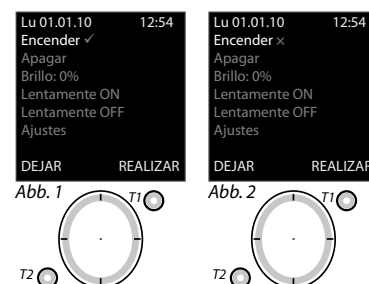 Lu 01.01.10 12:54
Encender ✓
Apagar
Brillo: 0%
Lentamente ON
Lentamente OFF
Ajustes
DEJAR REALIZAR
Abb. 1
T1
T2
Lu 01.01.10 12:54
Encender ×
Apagar
Brillo: 0%
Lentamente ON
Lentamente OFF
Ajustes
DEJAR REALIZAR
Abb. 2
T1
T2